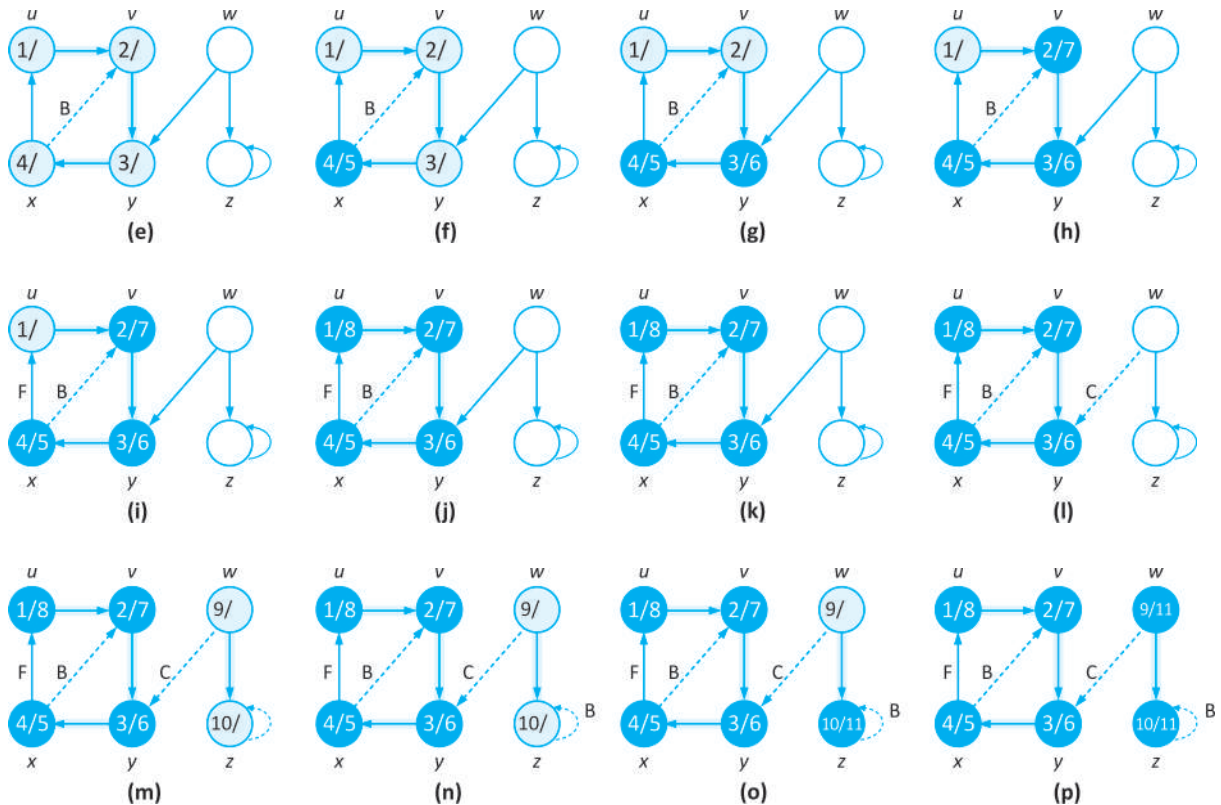 u v w u v w u v w u v w
1/ 2/ 1/ 2/ 1/ 2/ 1/ 2/7
B B B B
4/ 3/ 4/5 3/ 4/5 3/6 4/5 3/6
x y z x y z x y z x y z
(e) (f) (g) (h)
u v w u v w u v w u v w
1/ 2/7 1/8 2/7 1/8 2/7 1/8 2/7
F B F B F B F B C
4/5 3/6 4/5 3/6 4/5 3/6 4/5 3/6
x y z x y z x y z x y z
(i) (j) (k) (l)
u v w u v w u v w u v w
1/8 2/7 9/ 1/8 2/7 9/ 1/8 2/7 9/ 1/8 2/7 9/11
F B C F B C F B C F B C
4/5 3/6 10/ 4/5 3/6 10/ B 4/5 3/6 10/11 B 4/5 3/6 10/11 B
x y z x y z x y z x y z
(m) (n) (o) (p)